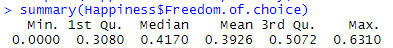 > summary(Happiness$Freedom.of.choice)
Min. 1st Qu. Median Mean 3rd Qu. Max.
0.0000 0.3080 0.4170 0.3926 0.5072 0.6310